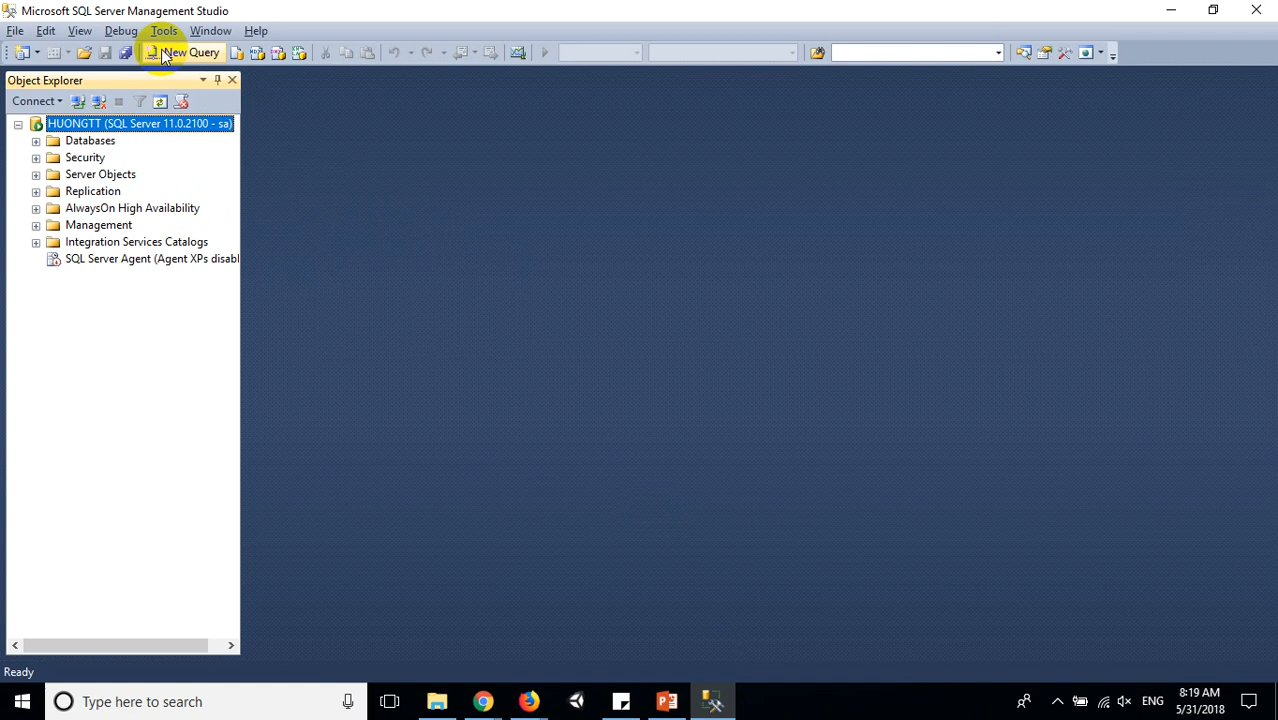 Microsoft SQL Server Management Studio
File Edit View Debug Tools Window Help
New Query
Object Explorer
Connect
HUONGTT (SQL Server 11.0.2100 - sa)
Databases
Security
Server Objects
Replication
AlwaysOn High Availability
Management
Integration Services Catalogs
SQL Server Agent (Agent XPs disabl
Ready
Type here to search
ENG
8:19 AM
5/31/2018